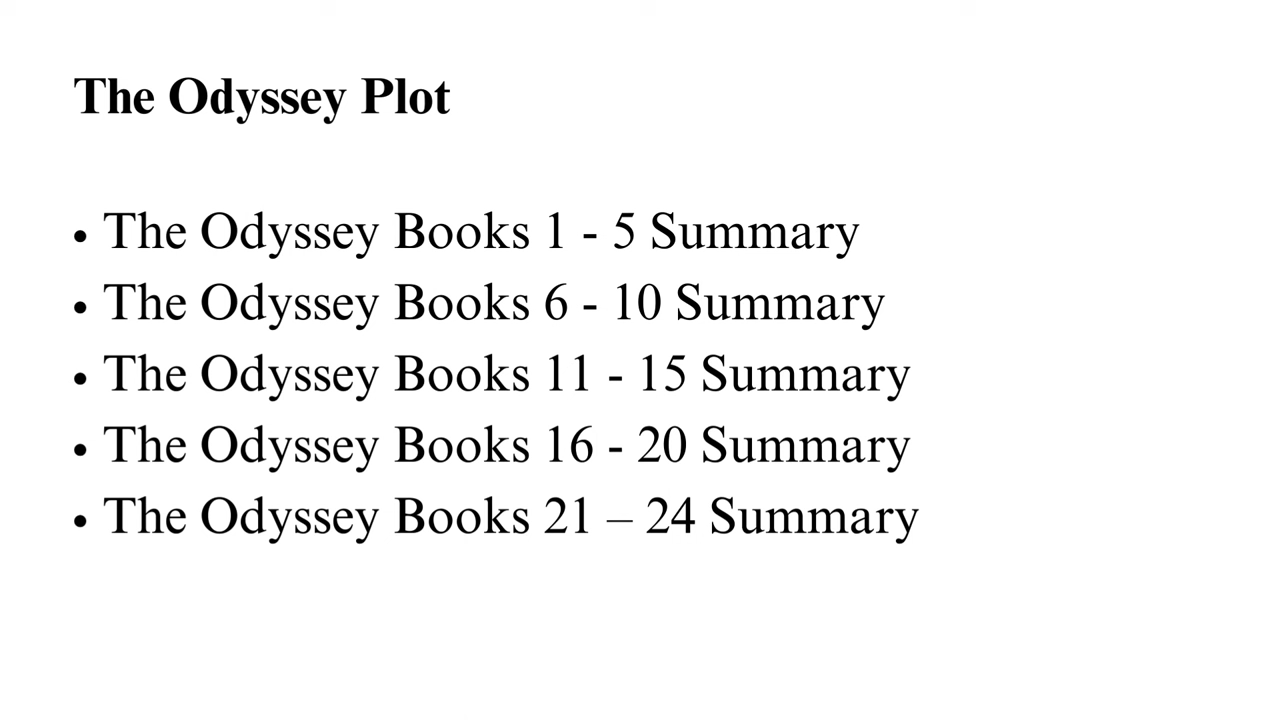 The Odyssey Plot
• The Odyssey Books 1 - 5 Summary
• The Odyssey Books 6 - 10 Summary
• The Odyssey Books 11 - 15 Summary
• The Odyssey Books 16 - 20 Summary
• The Odyssey Books 21 – 24 Summary